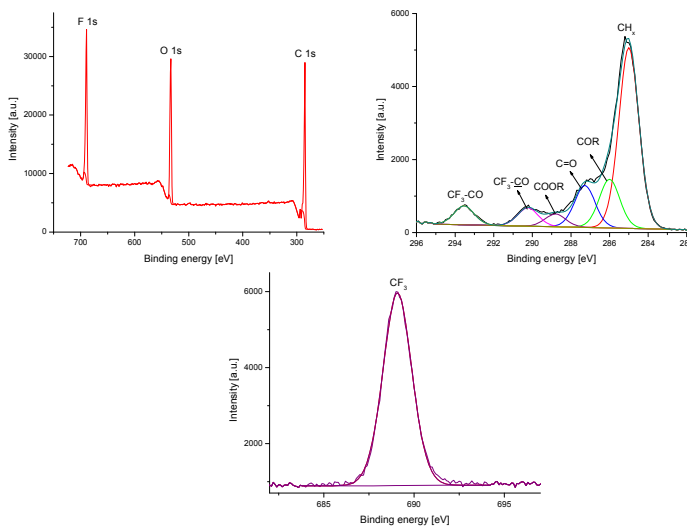 F 1s
O 1s
C 1s
40000
30000
20000
10000
0
Intensity [a.u.]
700
600
500
400
300
Binding energy [eV]
CHₓ
COR
C=O
CF₃-CO
CF₃-CO
COOR
6000
4000
2000
0
Intensity [a.u.]
296
294
292
290
288
286
284
28
Binding energy [eV]
CF₃
6000
4000
2000
Intensity [a.u.]
685
690
695
Binding energy [eV]